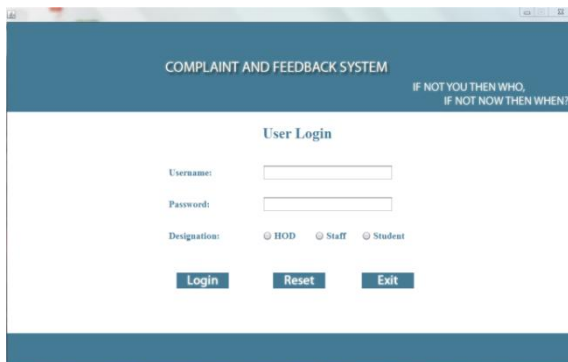 COMPLAINT AND FEEDBACK SYSTEM
IF NOT YOU THEN WHO,
IF NOT NOW THEN WHEN?
User Login
Username:
Password:
Designation: HOD Staff Student
Login Reset Exit